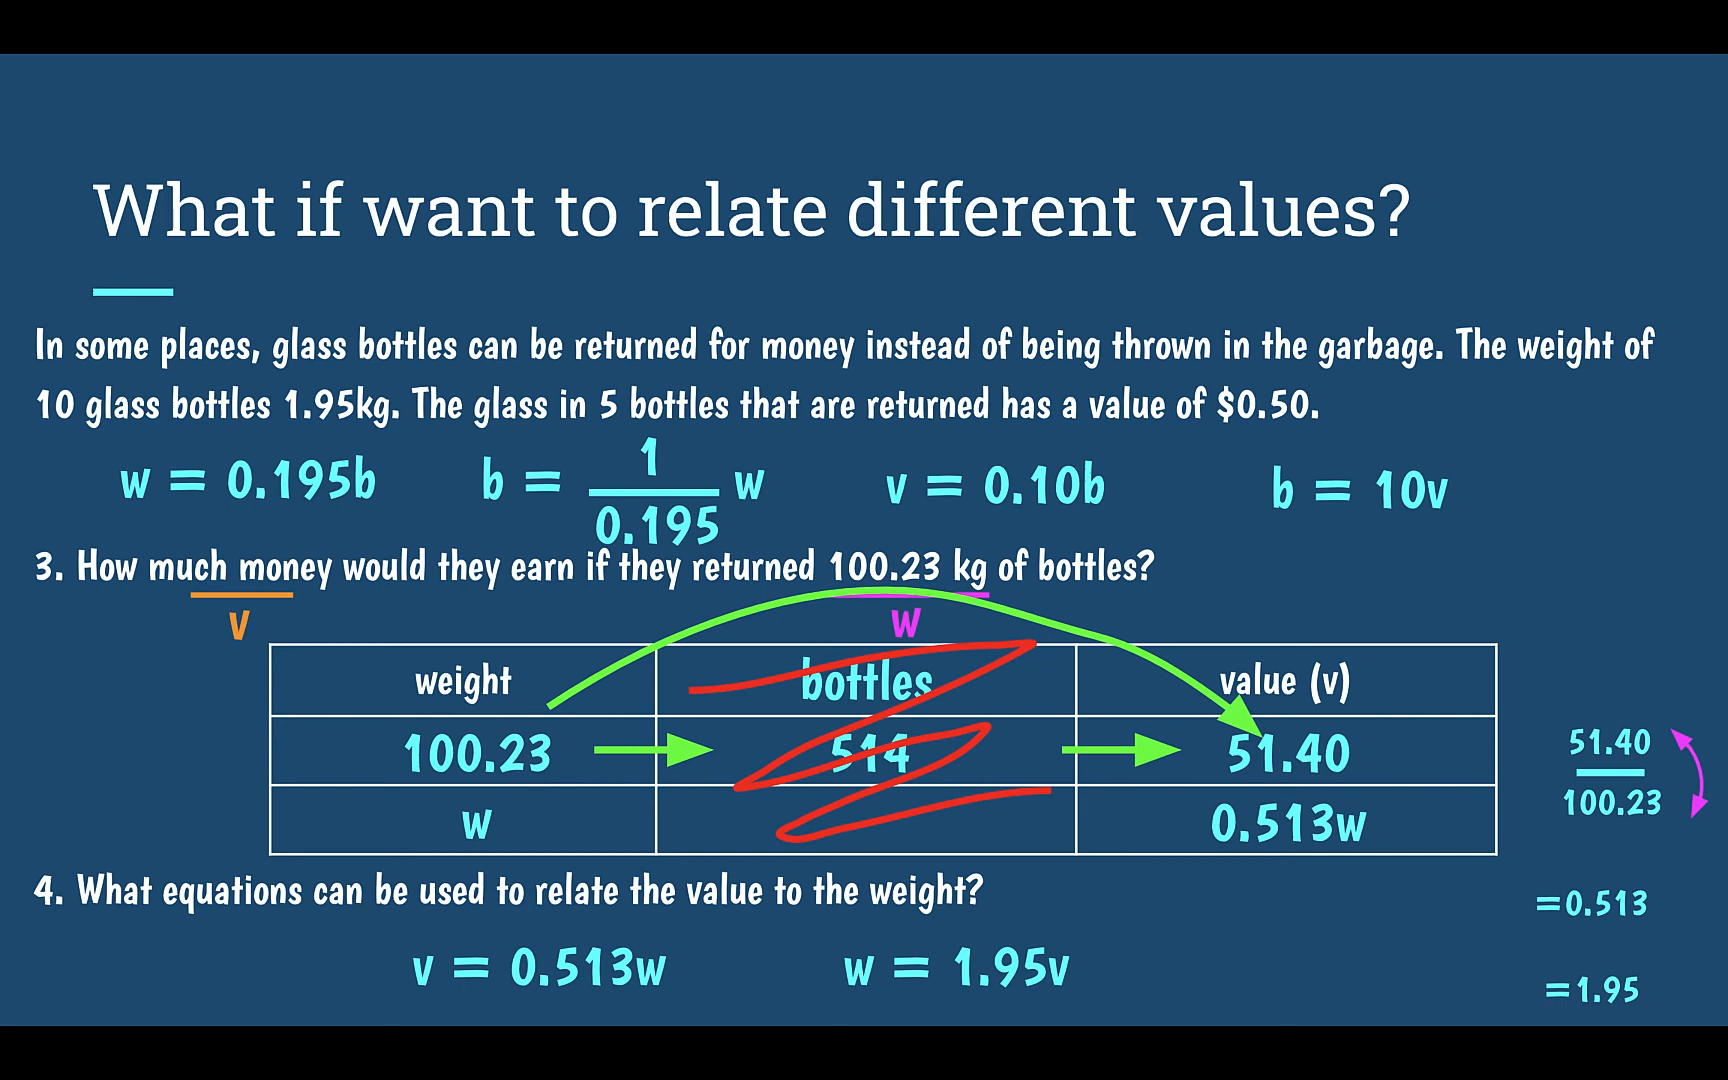 What if want to relate different values?
In some places, glass bottles can be returned for money instead of being thrown in the garbage. The weight of
10 glass bottles 1.95kg. The glass in 5 bottles that are returned has a value of $0.50.
w = 0.195b b = 1/0.195 w v = 0.10b b = 10v
3. How much money would they earn if they returned 100.23 kg of bottles?
v w
weight bottles value (v)
100.23 514 51.40
w 0.513w
51.40
100.23
4. What equations can be used to relate the value to the weight?
=0.513
v = 0.513w w = 1.95v
=1.95